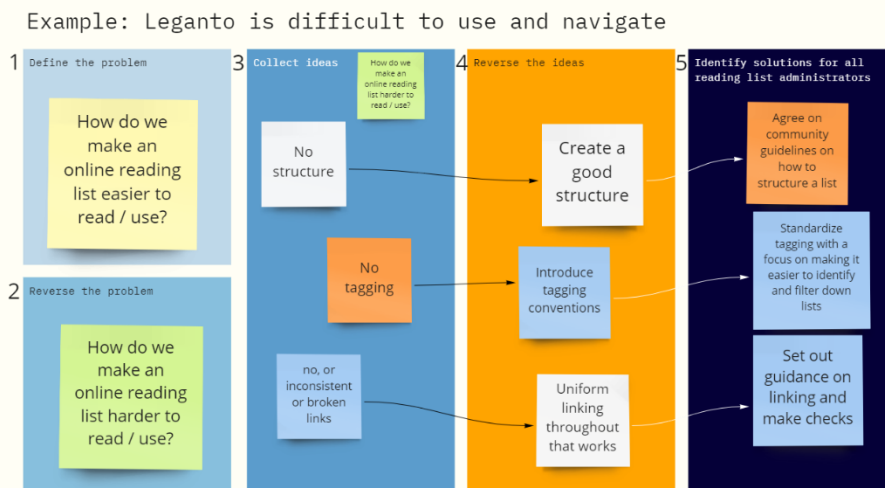 Example: Leganto is difficult to use and navigate
1 Define the problem
How do we
make an
online reading
list easier to
read / use?
2 Reverse the problem
How do we
make an
online reading
list harder to
read / use?
3 Collect ideas
How do we
make an
online reading
list harder to
read / use?
No
structure
No
tagging
no, or
inconsistent
or broken
links
4 Reverse the ideas
Create a
good
structure
Introduce
tagging
conventions
Uniform
linking
throughout
that works
5 Identify solutions for all
reading list administrators
Agree on
community
guidelines on
how to
structure a list
Standardize
tagging with a
focus on making it
easier to identify
and filter down
lists
Set out
guidance on
linking and
make checks